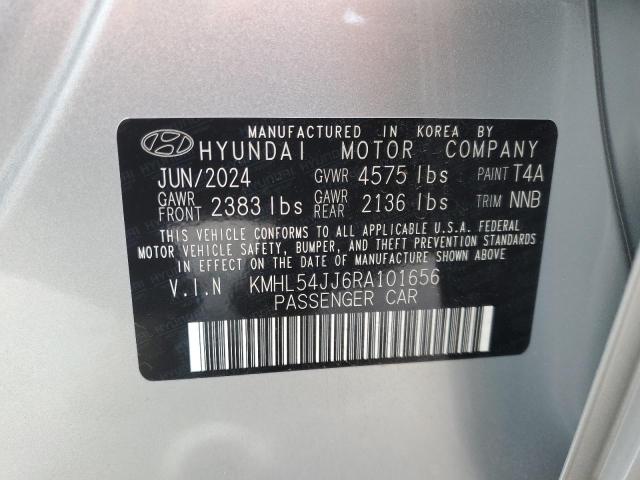 MANUFACTURED IN KOREA BY
HYUNDAI MOTOR COMPANY
JUN/2024 GVWR 4575 lbs PAINT T4A
GAWR FRONT 2383 lbs GAWR REAR 2136 lbs TRIM NNB
THIS VEHICLE CONFORMS TO ALL APPLICABLE U.S.A. FEDERAL
MOTOR VEHICLE SAFETY, BUMPER, AND THEFT PREVENTION STANDARDS
IN EFFECT ON THE DATE OF MANUFACTURE SHOWN ABOVE.
V.I.N KMHL54JJ6RA101656
PASSENGER CAR